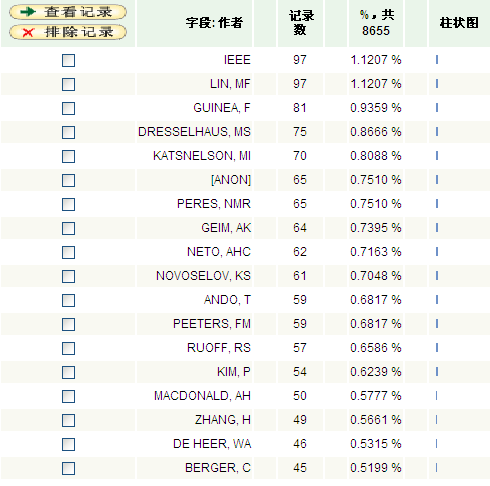 查看记录
排除记录
字段: 作者 记录数 %，共 8655 柱状图
IEEE 97 1.1207 %
LIN, MF 97 1.1207 %
GUINEA, F 81 0.9359 %
DRESSELHAUS, MS 75 0.8666 %
KATSNELSON, MI 70 0.8088 %
[ANON] 65 0.7510 %
PERES, NMR 65 0.7510 %
GEIM, AK 64 0.7395 %
NETO, AHC 62 0.7163 %
NOVOSELOV, KS 61 0.7048 %
ANDO, T 59 0.6817 %
PEETERS, FM 59 0.6817 %
RUOFF, RS 57 0.6586 %
KIM, P 54 0.6239 %
MACDONALD, AH 50 0.5777 %
ZHANG, H 49 0.5661 %
DE HEER, WA 46 0.5315 %
BERGER, C 45 0.5199 %